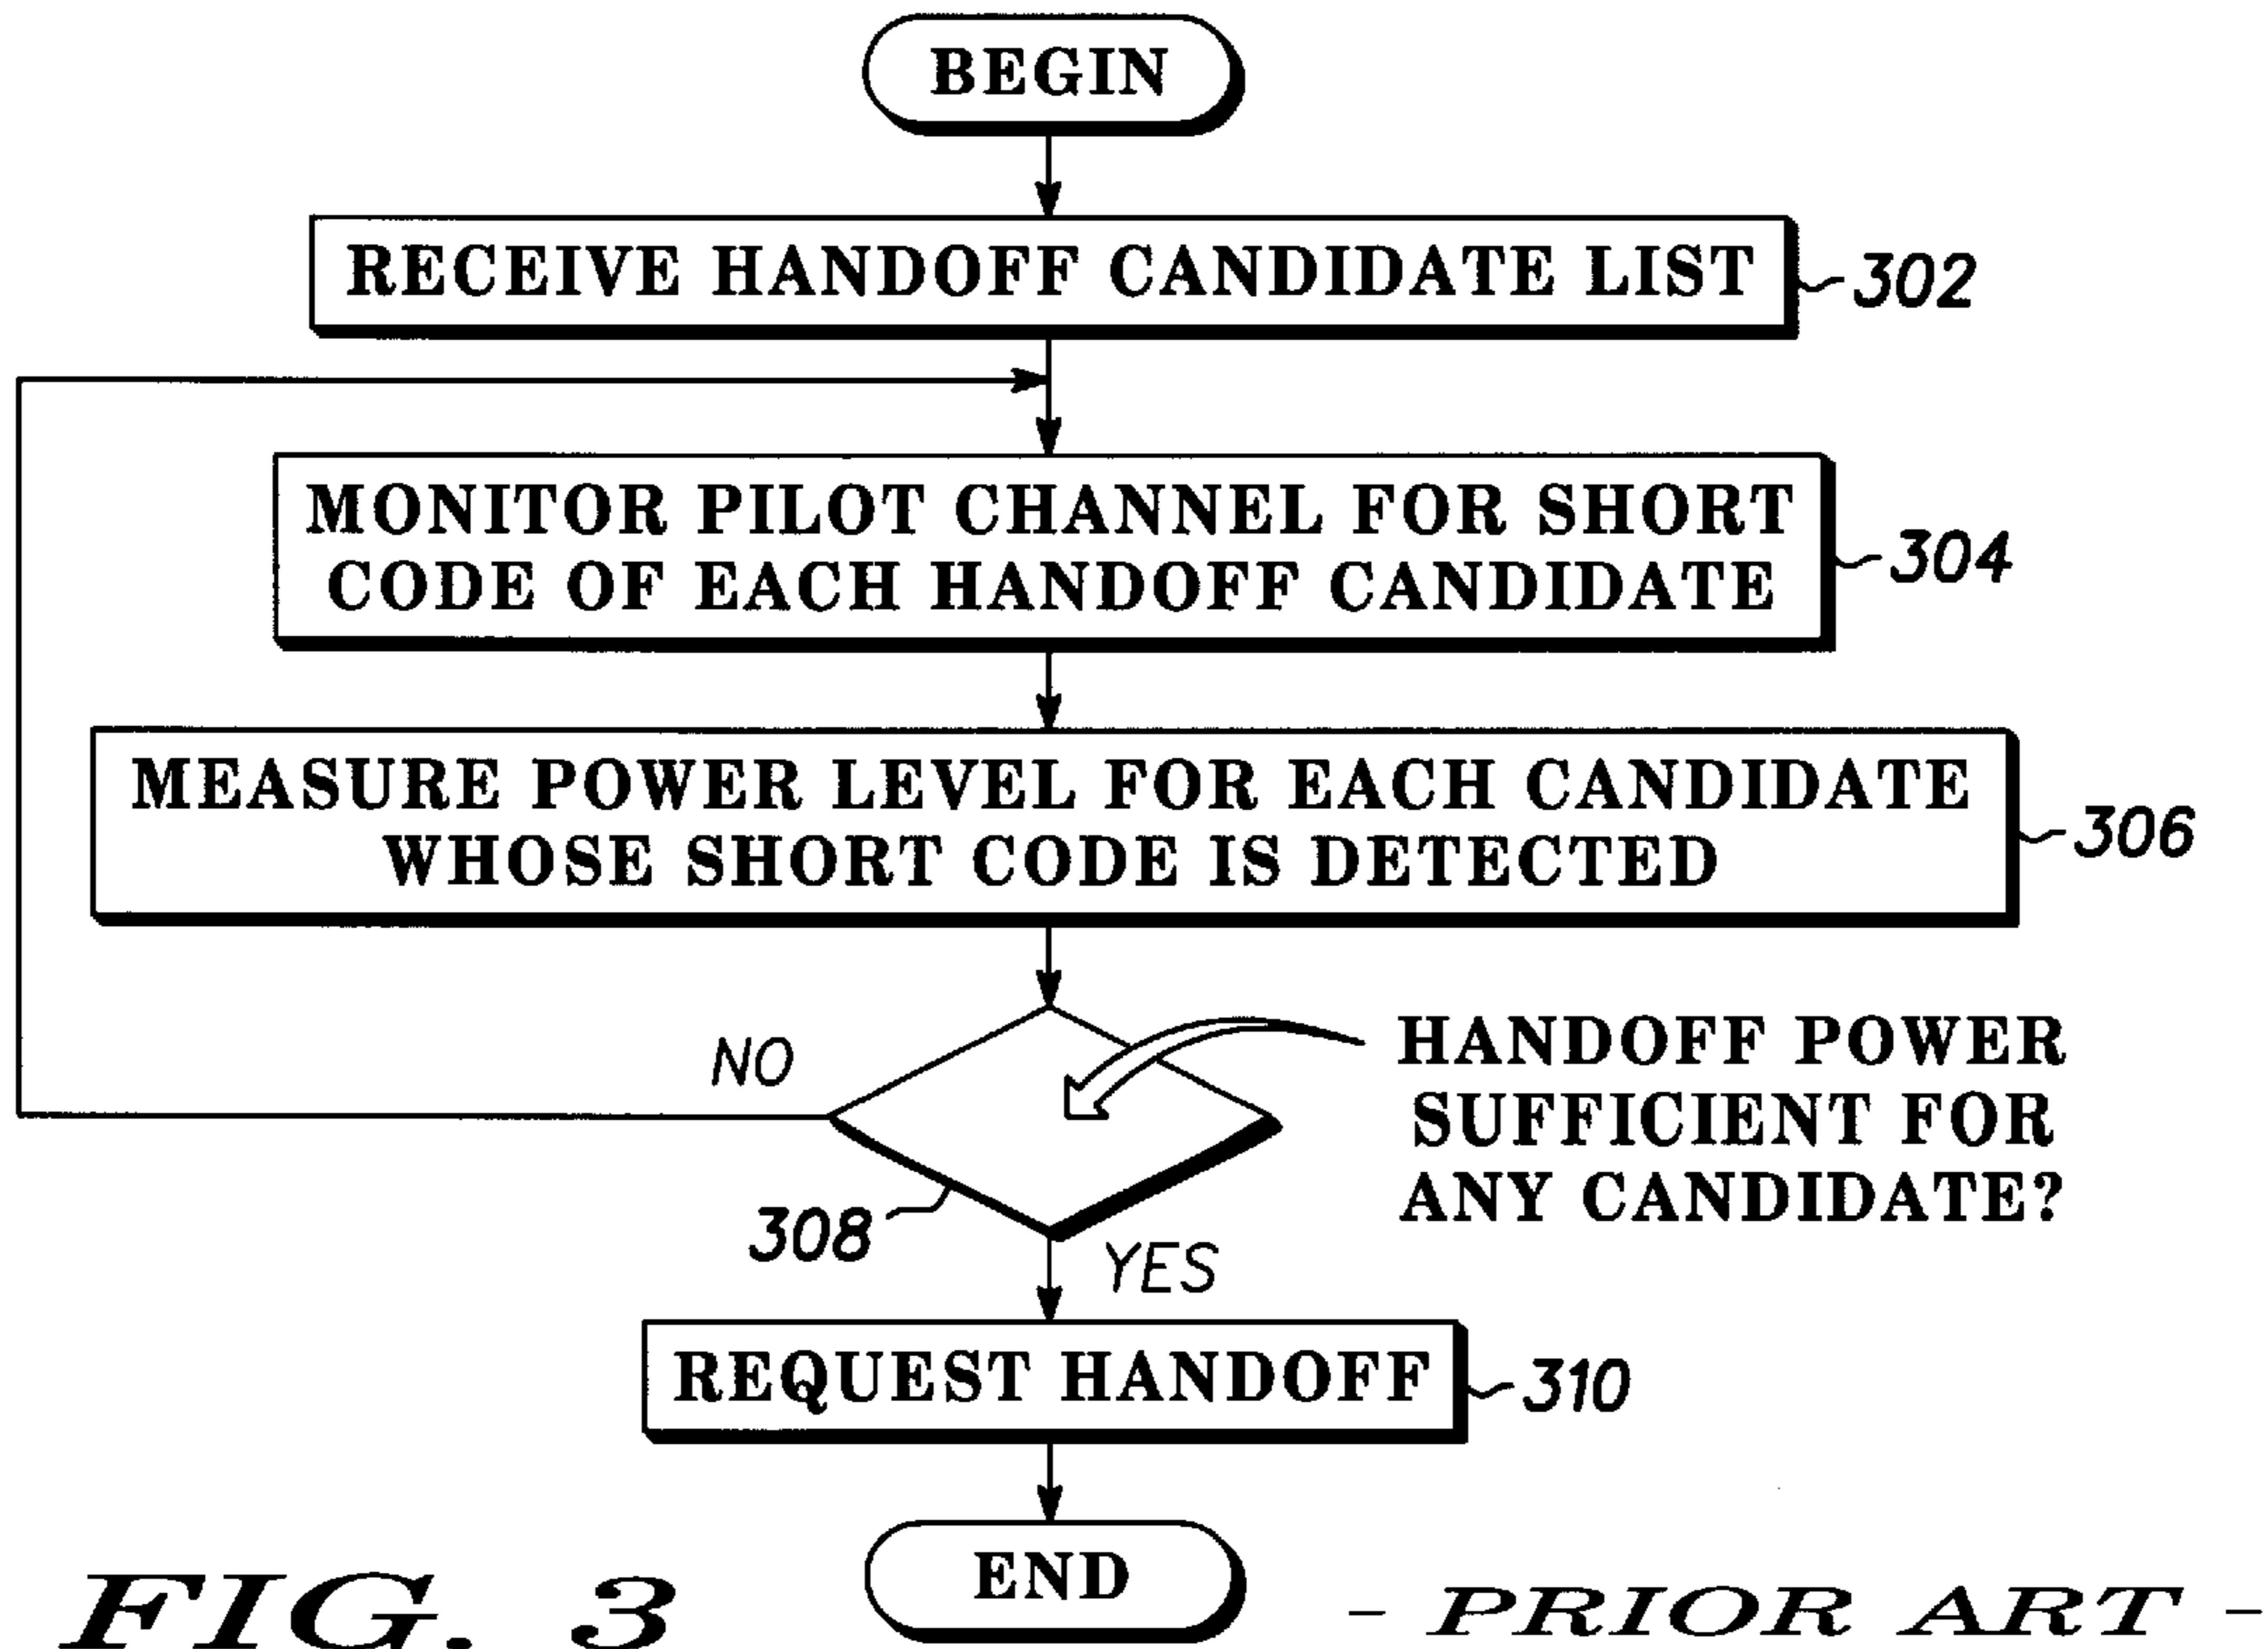 BEGIN
RECEIVE HANDOFF CANDIDATE LIST
302
MONITOR PILOT CHANNEL FOR SHORT
CODE OF EACH HANDOFF CANDIDATE
304
MEASURE POWER LEVEL FOR EACH CANDIDATE
WHOSE SHORT CODE IS DETECTED
306
NO
HANDOFF POWER
SUFFICIENT FOR
ANY CANDIDATE?
308
YES
REQUEST HANDOFF
310
END
FIG. 3
- PRIOR ART -